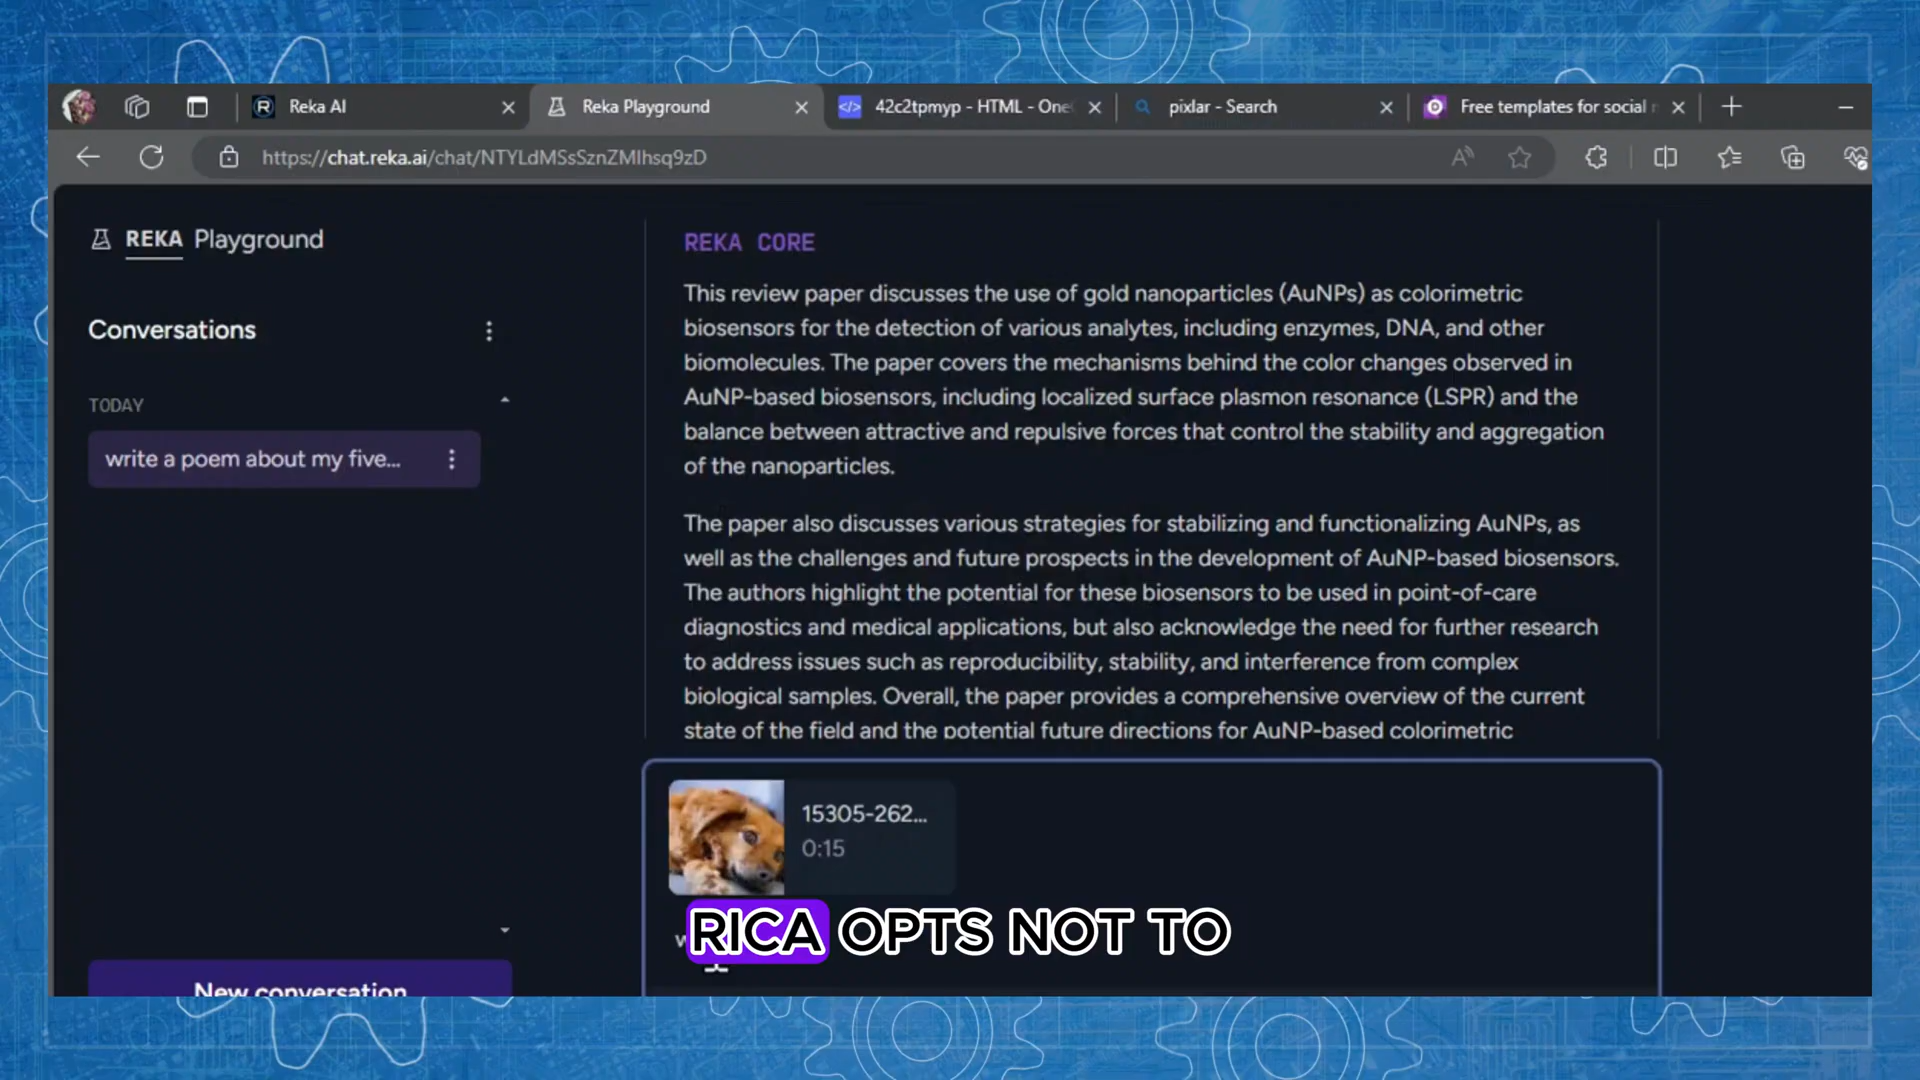 Reka AI
Reka Playground
42c2tpmyp - HTML - One
pixlar - Search
Free templates for social
https://chat.reka.ai/chat/NTYLdMSsSznZMIhsq9zD
REKA Playground
Conversations
TODAY
write a poem about my five...
New conversation
REKA CORE
This review paper discusses the use of gold nanoparticles (AuNPs) as colorimetric
biosensors for the detection of various analytes, including enzymes, DNA, and other
biomolecules. The paper covers the mechanisms behind the color changes observed in
AuNP-based biosensors, including localized surface plasmon resonance (LSPR) and the
balance between attractive and repulsive forces that control the stability and aggregation
of the nanoparticles.
The paper also discusses various strategies for stabilizing and functionalizing AuNPs, as
well as the challenges and future prospects in the development of AuNP-based biosensors.
The authors highlight the potential for these biosensors to be used in point-of-care
diagnostics and medical applications, but also acknowledge the need for further research
to address issues such as reproducibility, stability, and interference from complex
biological samples. Overall, the paper provides a comprehensive overview of the current
state of the field and the potential future directions for AuNP-based colorimetric
15305-262...
0:15
RICA OPTS NOT TO